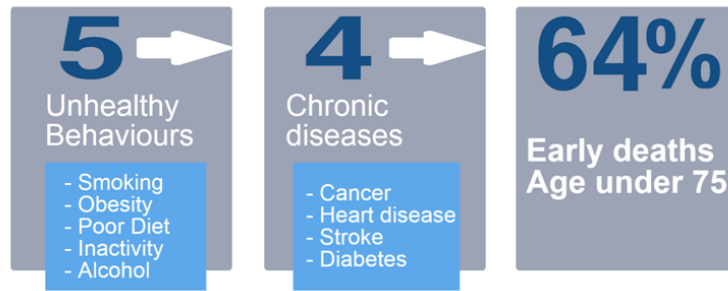 5
Unhealthy
Behaviours
- Smoking
- Obesity
- Poor Diet
- Inactivity
- Alcohol
4
Chronic
diseases
- Cancer
- Heart disease
- Stroke
- Diabetes
64%
Early deaths
Age under 75